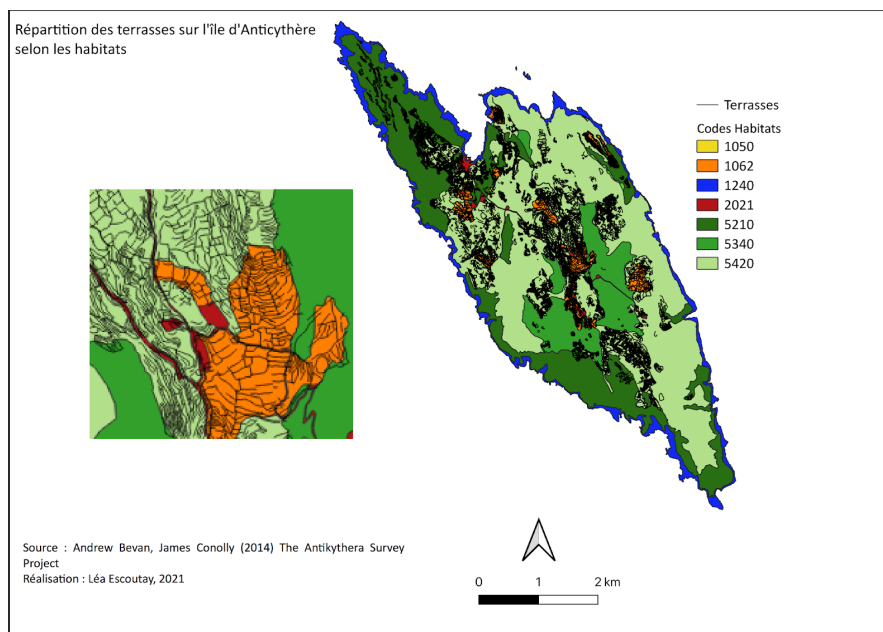 Répartition des terrasses sur l'île d'Anticythère
selon les habitats
Terrasses
Codes Habitats
1050
1062
1240
2021
5210
5340
5420
Source : Andrew Bevan, James Conolly (2014) The Antikythera Survey
Project
Réalisation : Léa Escoutay, 2021
0 1 2 km